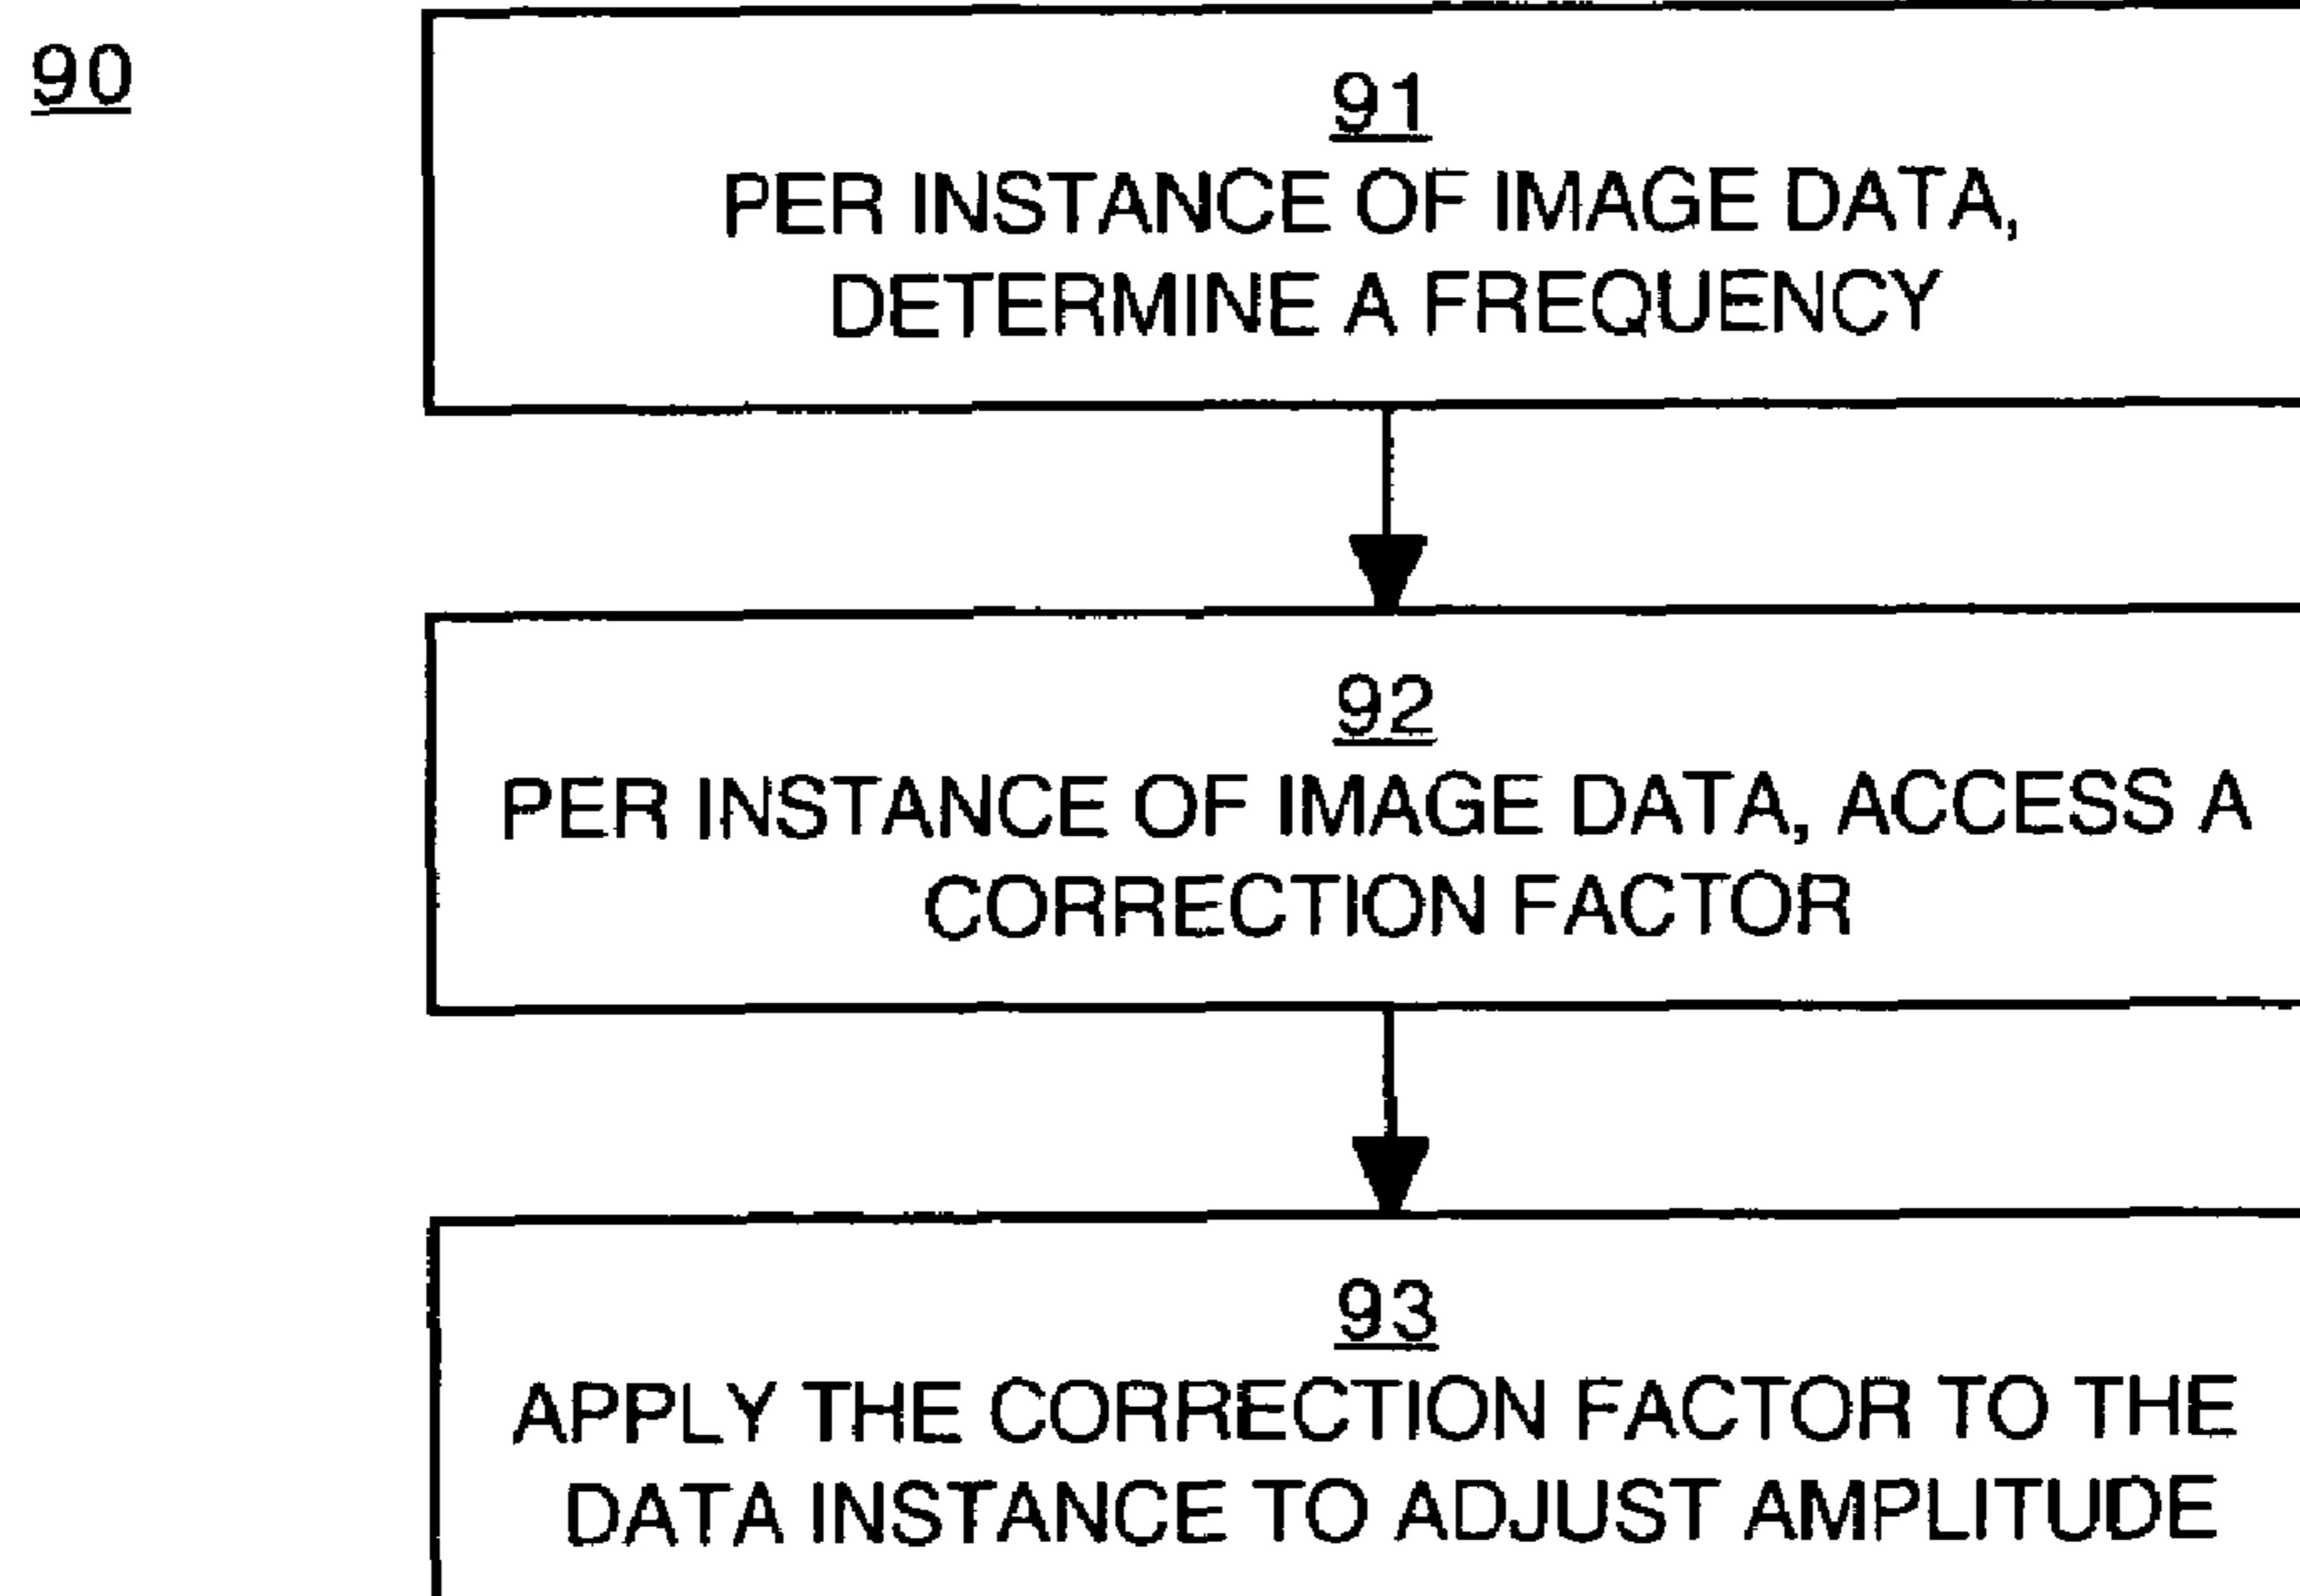 90
91
PER INSTANCE OF IMAGE DATA,
DETERMINE A FREQUENCY
92
PER INSTANCE OF IMAGE DATA, ACCESS A
CORRECTION FACTOR
93
APPLY THE CORRECTION FACTOR TO THE
DATA INSTANCE TO ADJUST AMPLITUDE